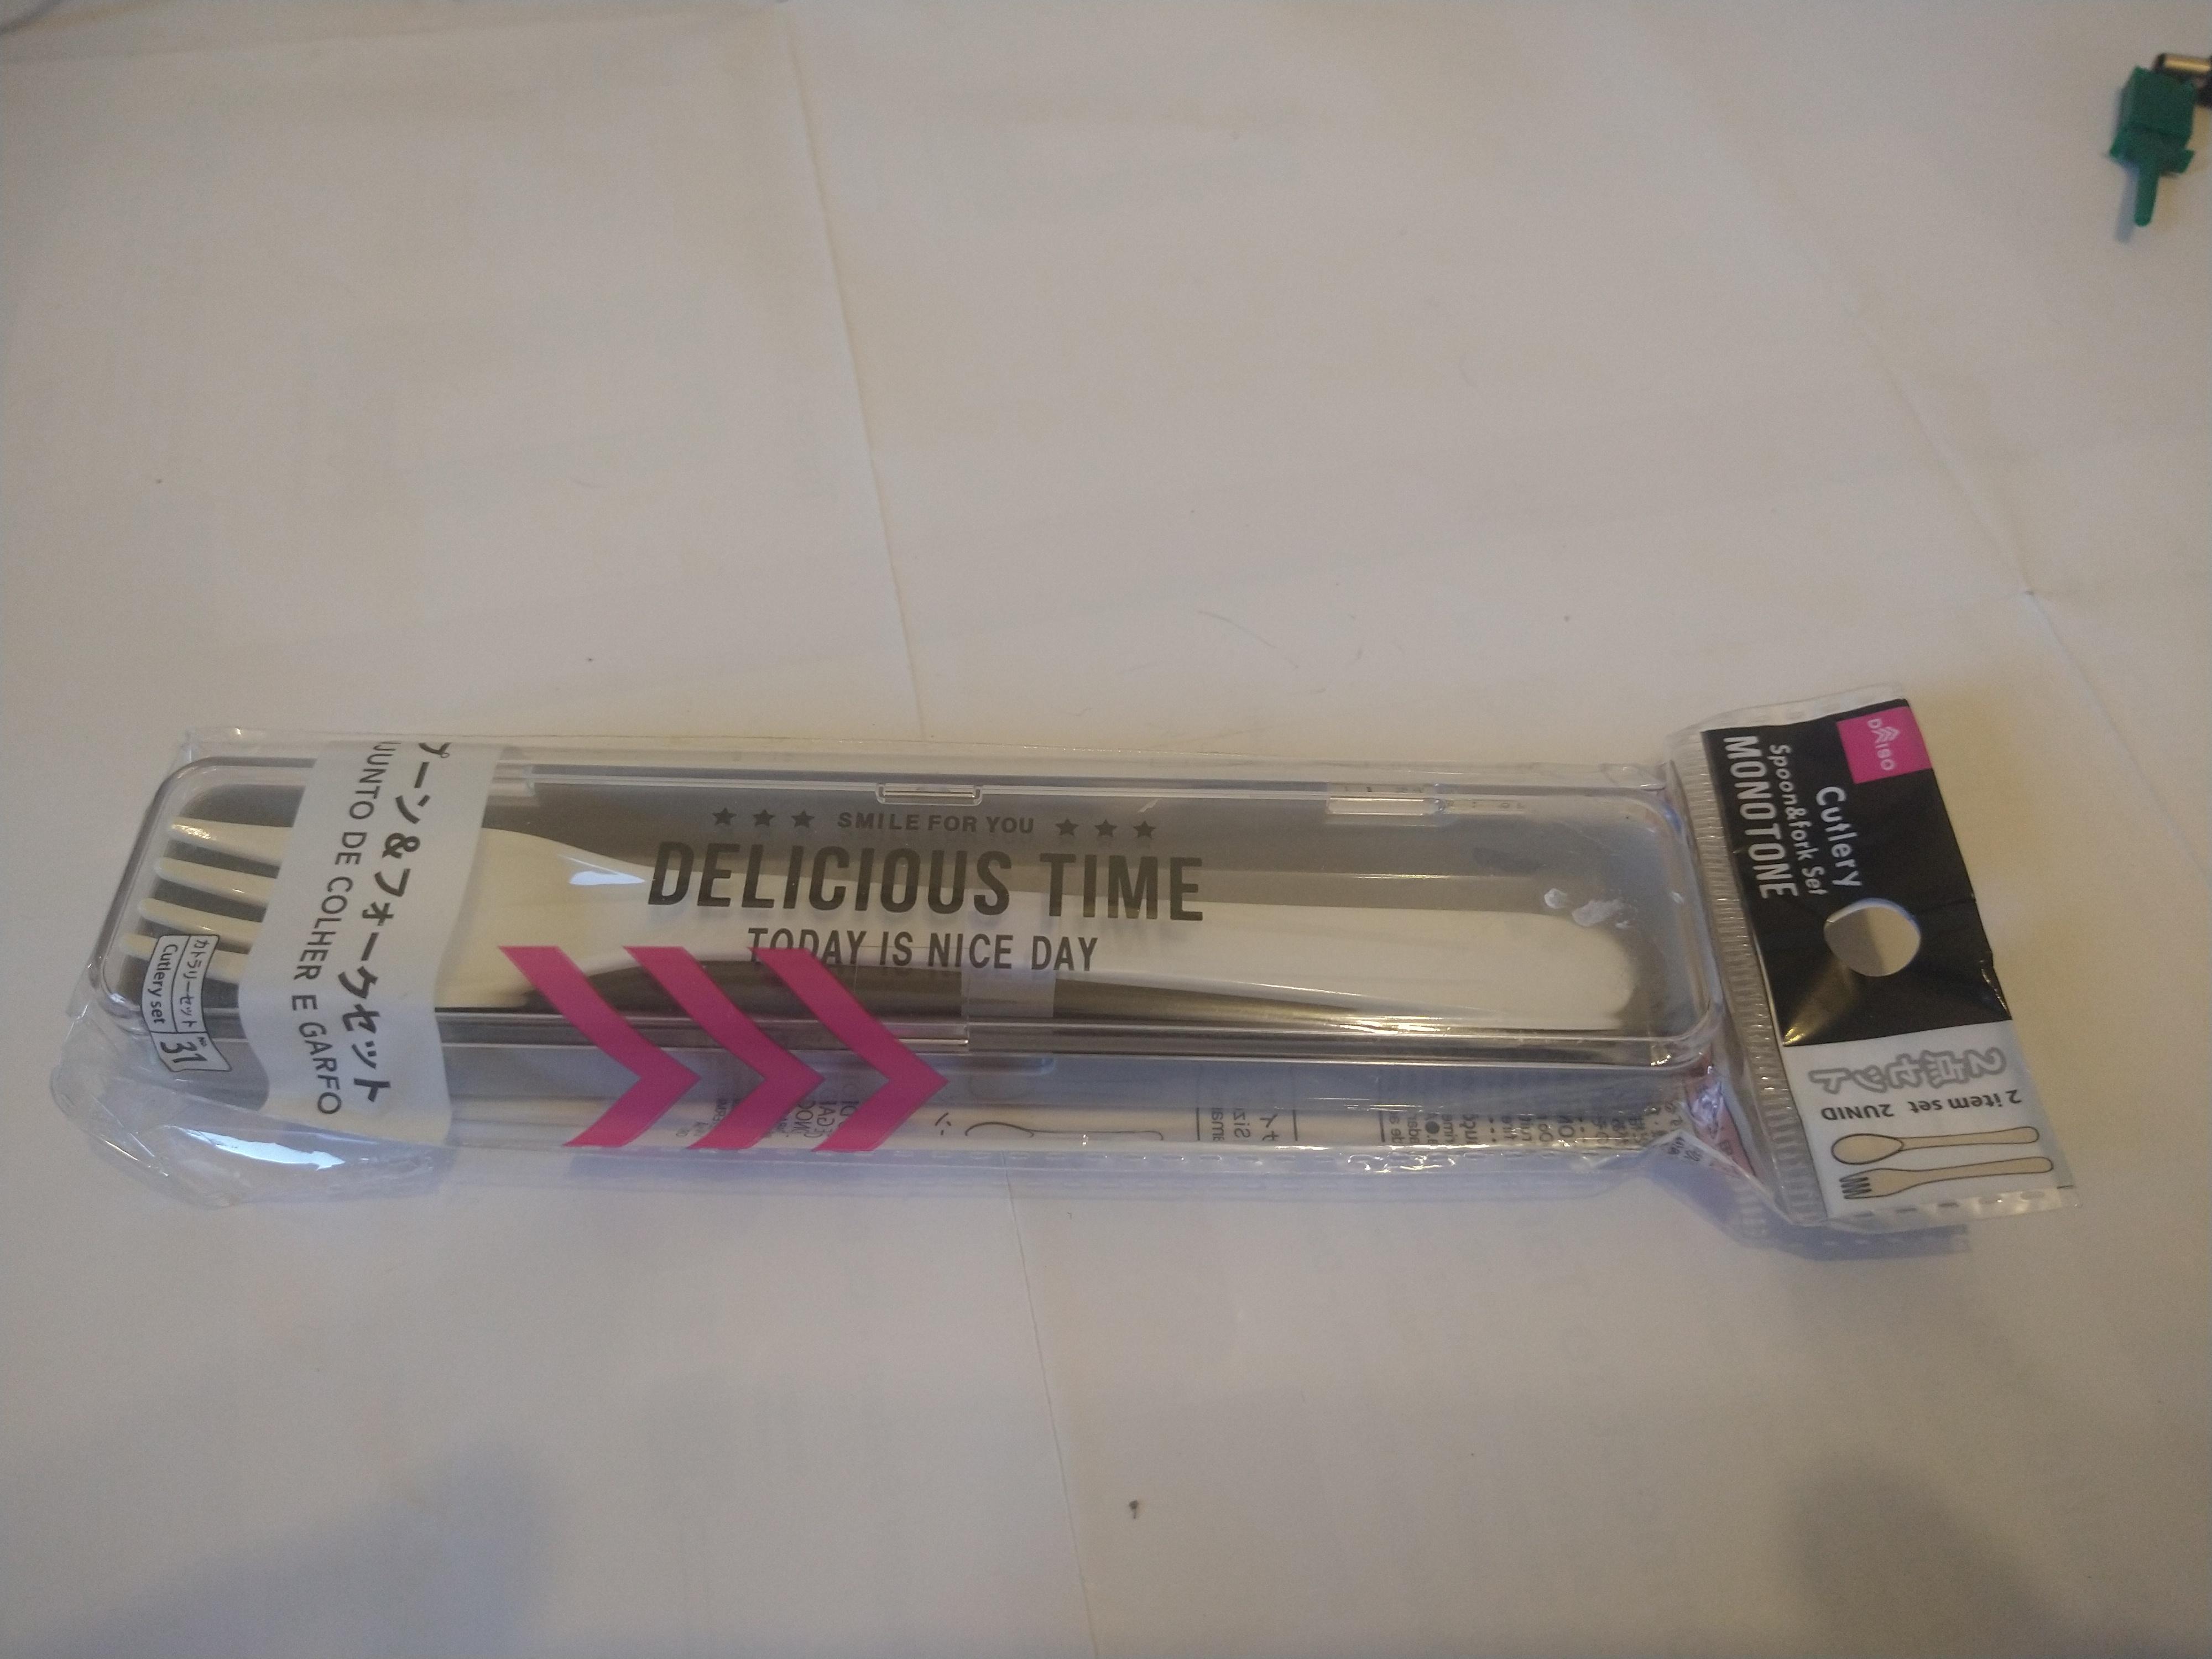 ★★★ SMILE FOR YOU ★★★
DELICIOUS TIME
TODAY IS NICE DAY
プーン&フォークセット
JUNTO DE COLHER E GARFO
カトラリーセット
Cutlery set
No.
31
DAISO
Cutlery
Spoon&fork Set
MONOTONE
2点セット
2 item set 2UNID